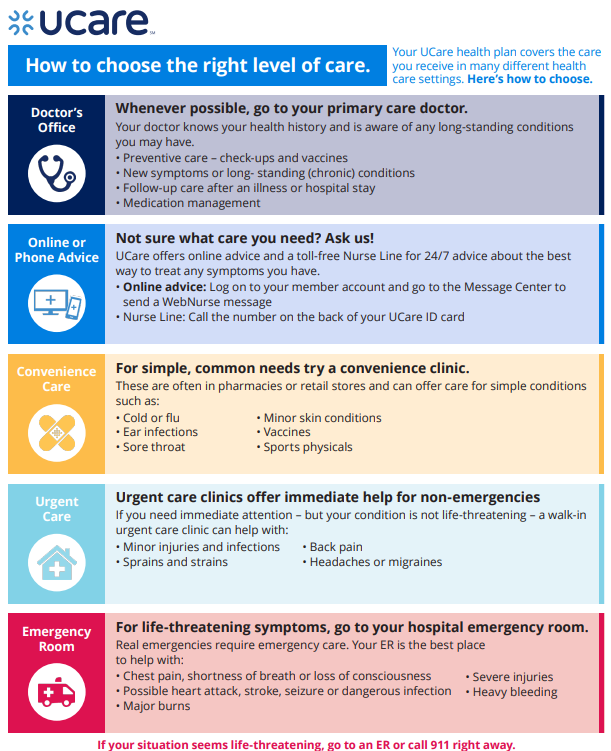 ucare
SM
How to choose the right level of care.
Your UCare health plan covers the care
you receive in many different health
care settings. Here's how to choose.
Doctor's
Office
Whenever possible, go to your primary care doctor.
Your doctor knows your health history and is aware of any long-standing conditions
you may have.
• Preventive care – check-ups and vaccines
• New symptoms or long- standing (chronic) conditions
• Follow-up care after an illness or hospital stay
• Medication management
Online or
Phone Advice
Not sure what care you need? Ask us!
UCare offers online advice and a toll-free Nurse Line for 24/7 advice about the best
way to treat any symptoms you have.
• Online advice: Log on to your member account and go to the Message Center to
send a WebNurse message
• Nurse Line: Call the number on the back of your UCare ID card
Convenience
Care
For simple, common needs try a convenience clinic.
These are often in pharmacies or retail stores and can offer care for simple conditions
such as:
• Cold or flu
• Ear infections
• Sore throat
• Minor skin conditions
• Vaccines
• Sports physicals
Urgent
Care
Urgent care clinics offer immediate help for non-emergencies
If you need immediate attention – but your condition is not life-threatening – a walk-in
urgent care clinic can help with:
• Minor injuries and infections
• Sprains and strains
• Back pain
• Headaches or migraines
Emergency
Room
For life-threatening symptoms, go to your hospital emergency room.
Real emergencies require emergency care. Your ER is the best place
to help with:
• Chest pain, shortness of breath or loss of consciousness
• Possible heart attack, stroke, seizure or dangerous infection
• Major burns
• Severe injuries
• Heavy bleeding
If your situation seems life-threatening, go to an ER or call 911 right away.